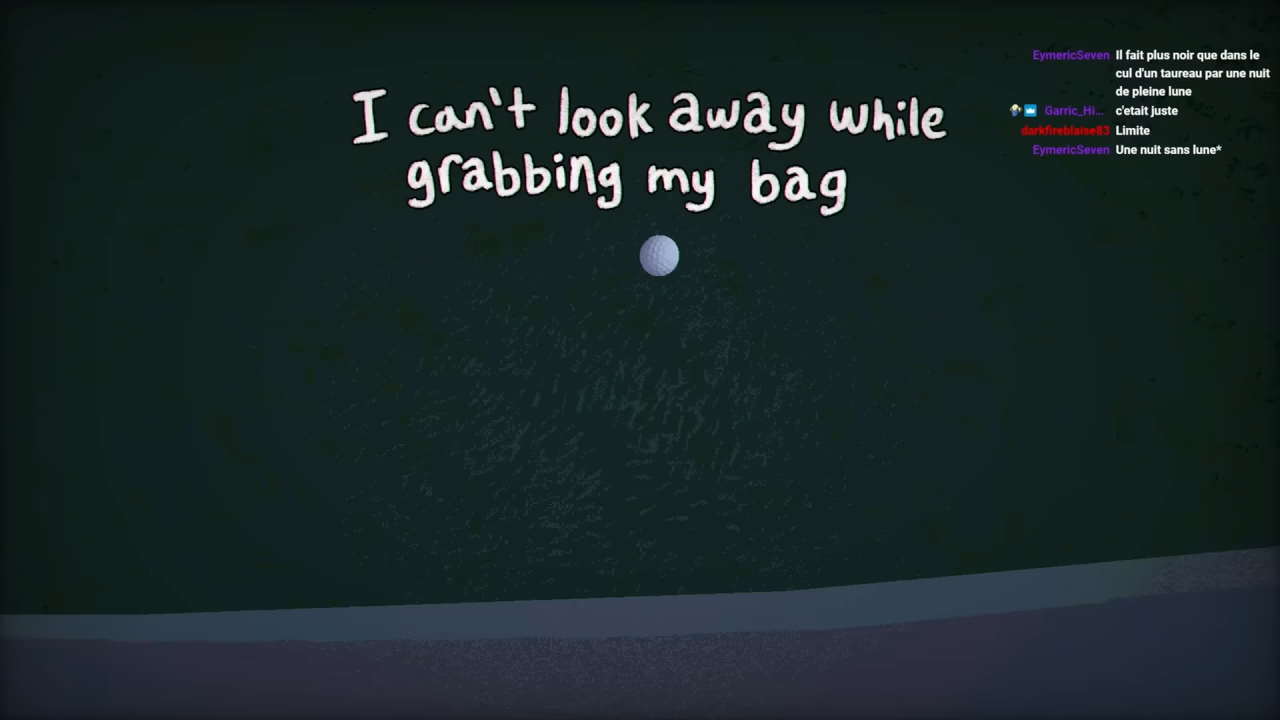 I can't look away while
grabbing my bag
EymericSeven Il fait plus noir que dans le
cul d'un taureau par une nuit
de pleine lune
Garric_Hi... c'etait juste
darkfireblaise83 Limite
EymericSeven Une nuit sans lune*